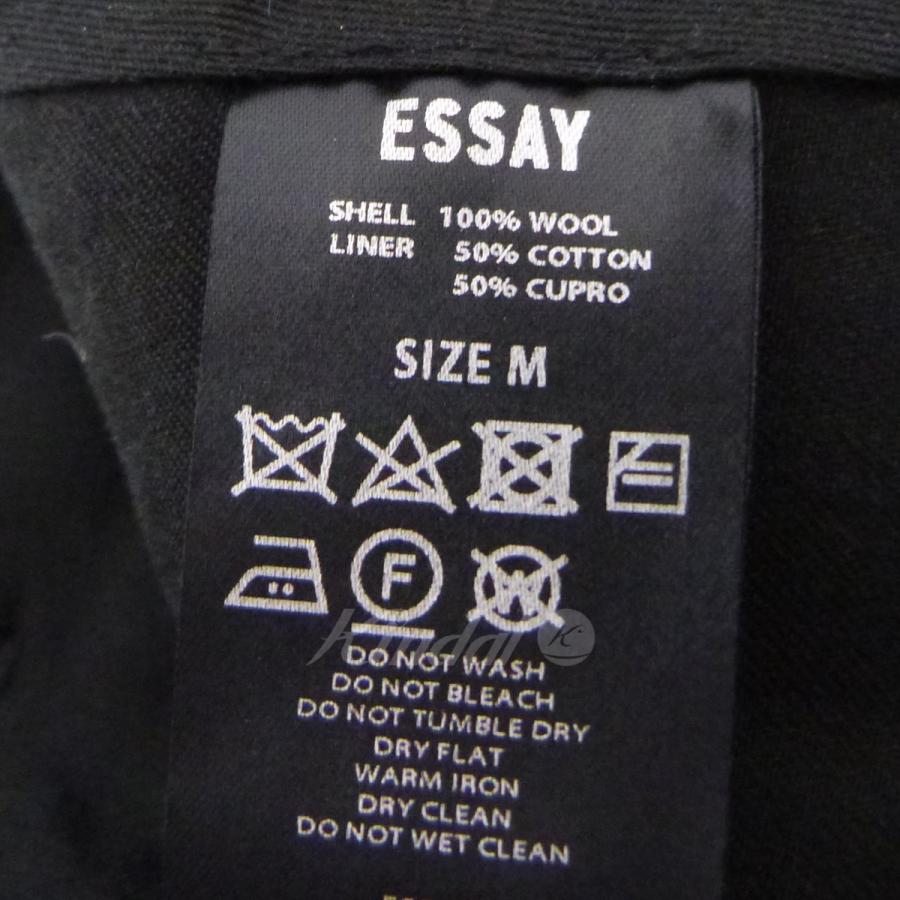 ESSAY
SHELL 100% WOOL
LINER 50% COTTON
50% CUPRO
SIZE M
F
W
Kindal K
DO NOT WASH
DO NOT BLEACH
DO NOT TUMBLE DRY
DRY FLAT
WARM IRON
DRY CLEAN
DO NOT WET CLEAN